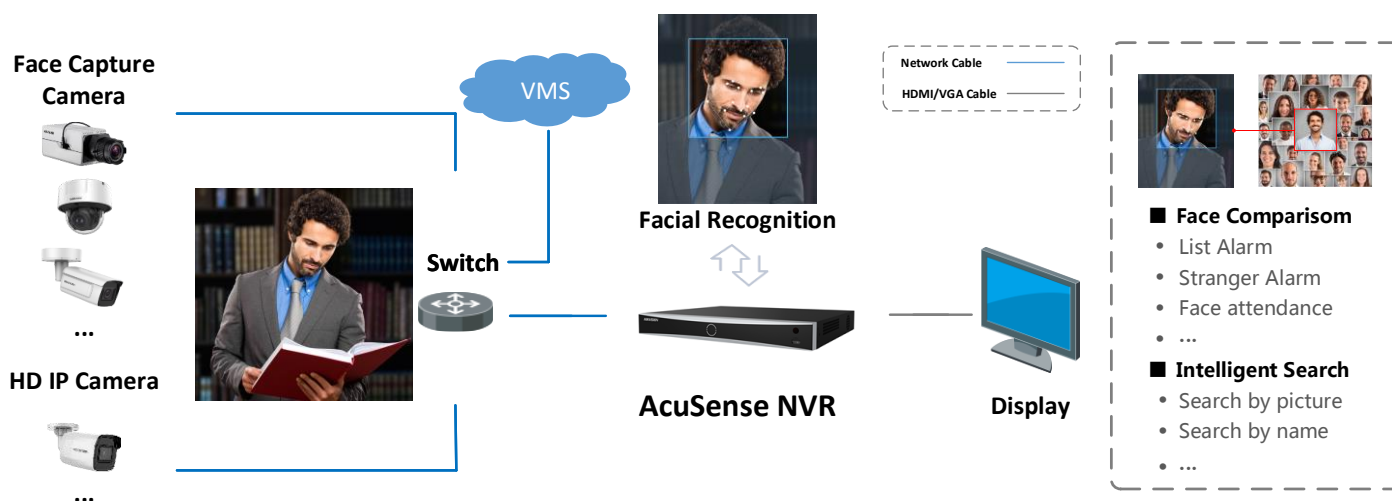 Face Capture
Camera
...
HD IP Camera
...
VMS
Switch
Facial Recognition
AcuSense NVR
Network Cable
HDMI/VGA Cable
Display
■ Face Comparisom
• List Alarm
• Stranger Alarm
• Face attendance
• ...
■ Intelligent Search
• Search by picture
• Search by name
• ...